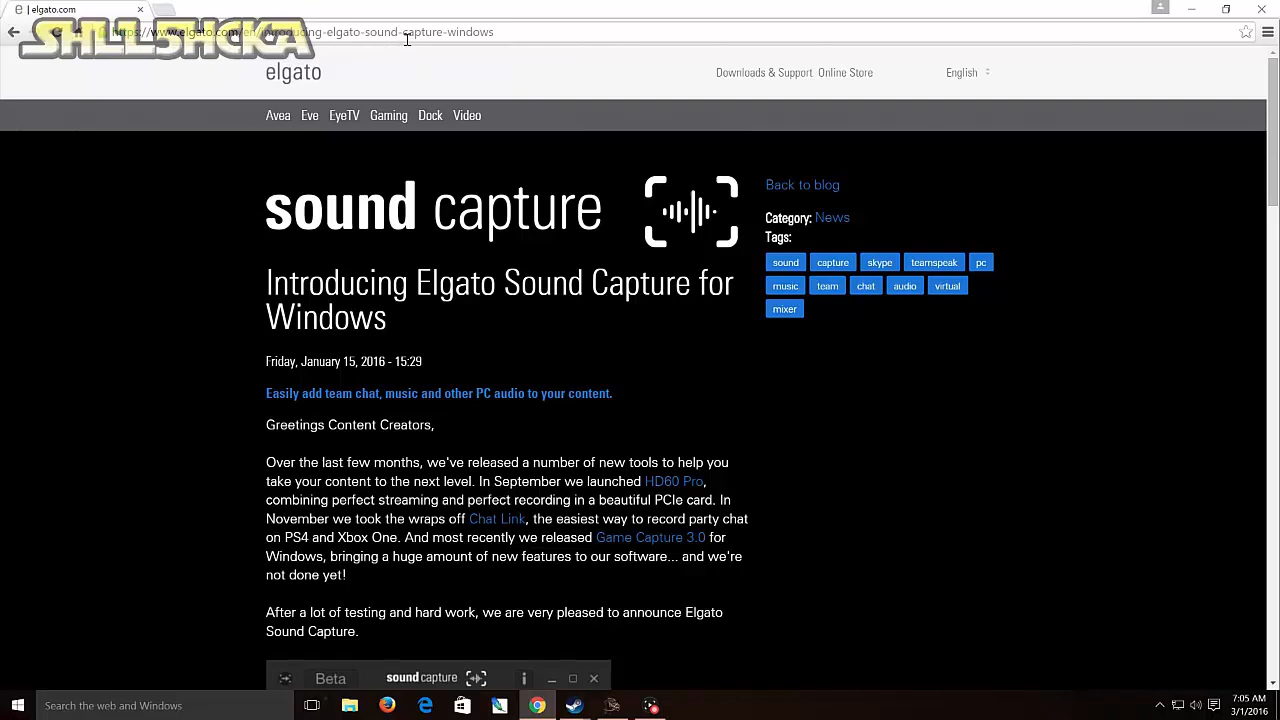 elgato.com
SHLL5HCKA
https://www.elgato.com/en/introducing-elgato-sound-capture-windows
elgato
Downloads & Support Online Store
English
Avea Eve EyeTV Gaming Dock Video
sound capture
Back to blog
Category: News
Tags:
sound capture skype teamspeak pc
music team chat audio virtual
mixer
Introducing Elgato Sound Capture for
Windows
Friday, January 15, 2016 - 15:29
Easily add team chat, music and other PC audio to your content.
Greetings Content Creators,
Over the last few months, we've released a number of new tools to help you
take your content to the next level. In September we launched HD60 Pro,
combining perfect streaming and perfect recording in a beautiful PCIe card. In
November we took the wraps off Chat Link, the easiest way to record party chat
on PS4 and Xbox One. And most recently we released Game Capture 3.0 for
Windows, bringing a huge amount of new features to our software... and we're
not done yet!
After a lot of testing and hard work, we are very pleased to announce Elgato
Sound Capture.
Beta soundcapture
Search the web and Windows
7:05 AM
3/1/2016